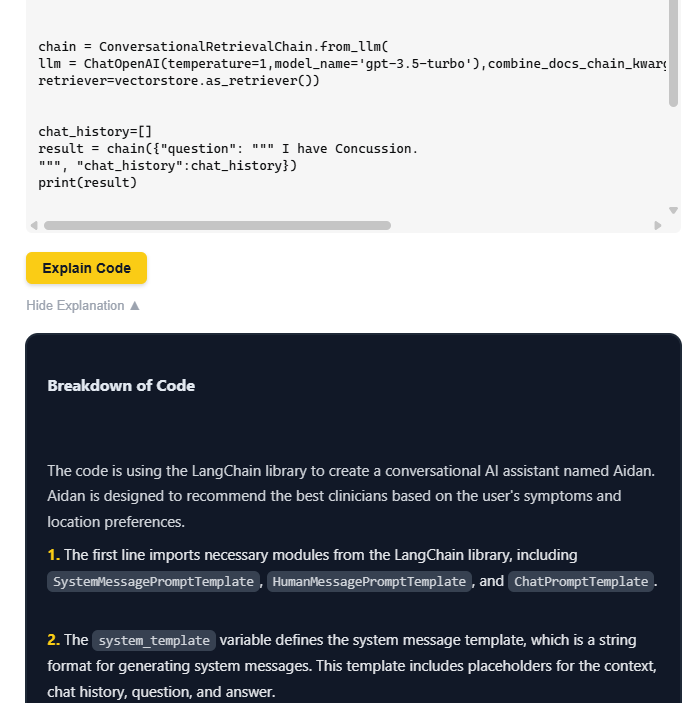 chain = ConversationalRetrievalChain.from_llm(
llm = ChatOpenAI(temperature=1,model_name='gpt-3.5-turbo'),combine_docs_chain_kwarg
retriever=vectorstore.as_retriever())
chat_history=[]
result = chain({"question": """ I have Concussion.
""", "chat_history":chat_history})
print(result)
Explain Code
Hide Explanation ▲
Breakdown of Code
The code is using the LangChain library to create a conversational AI assistant named Aidan.
Aidan is designed to recommend the best clinicians based on the user's symptoms and
location preferences.
1. The first line imports necessary modules from the LangChain library, including
SystemMessagePromptTemplate , HumanMessagePromptTemplate , and ChatPromptTemplate .
2. The system_template variable defines the system message template, which is a string
format for generating system messages. This template includes placeholders for the context,
chat history, question, and answer.